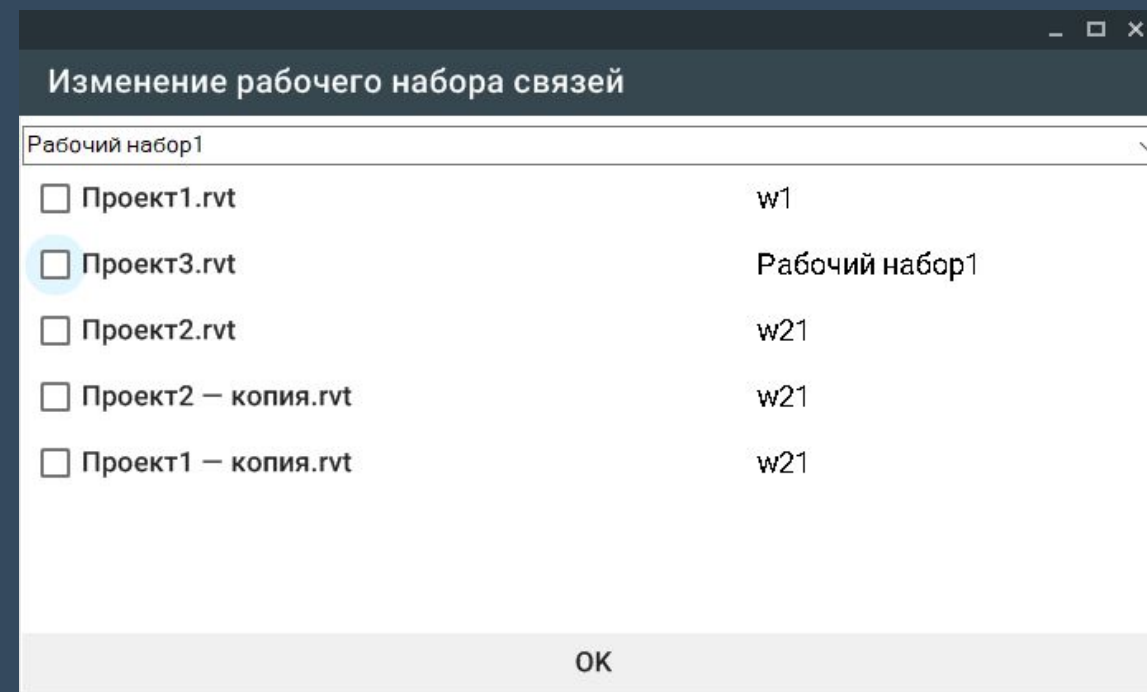 Изменение рабочего набора связей
Рабочий набор1
Проект1.rvt w1
Проект3.rvt Рабочий набор1
Проект2.rvt w21
Проект2 — копия.rvt w21
Проект1 — копия.rvt w21
OK